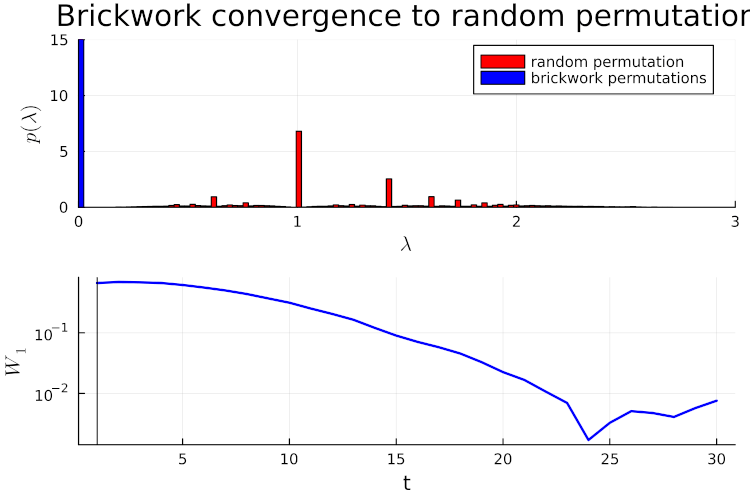 Brickwork convergence to random permutation
15
10
5
0
p(λ)
random permutation
brickwork permutations
0 1 2 3
λ
10⁻¹
10⁻²
W₁
5 10 15 20 25 30
t